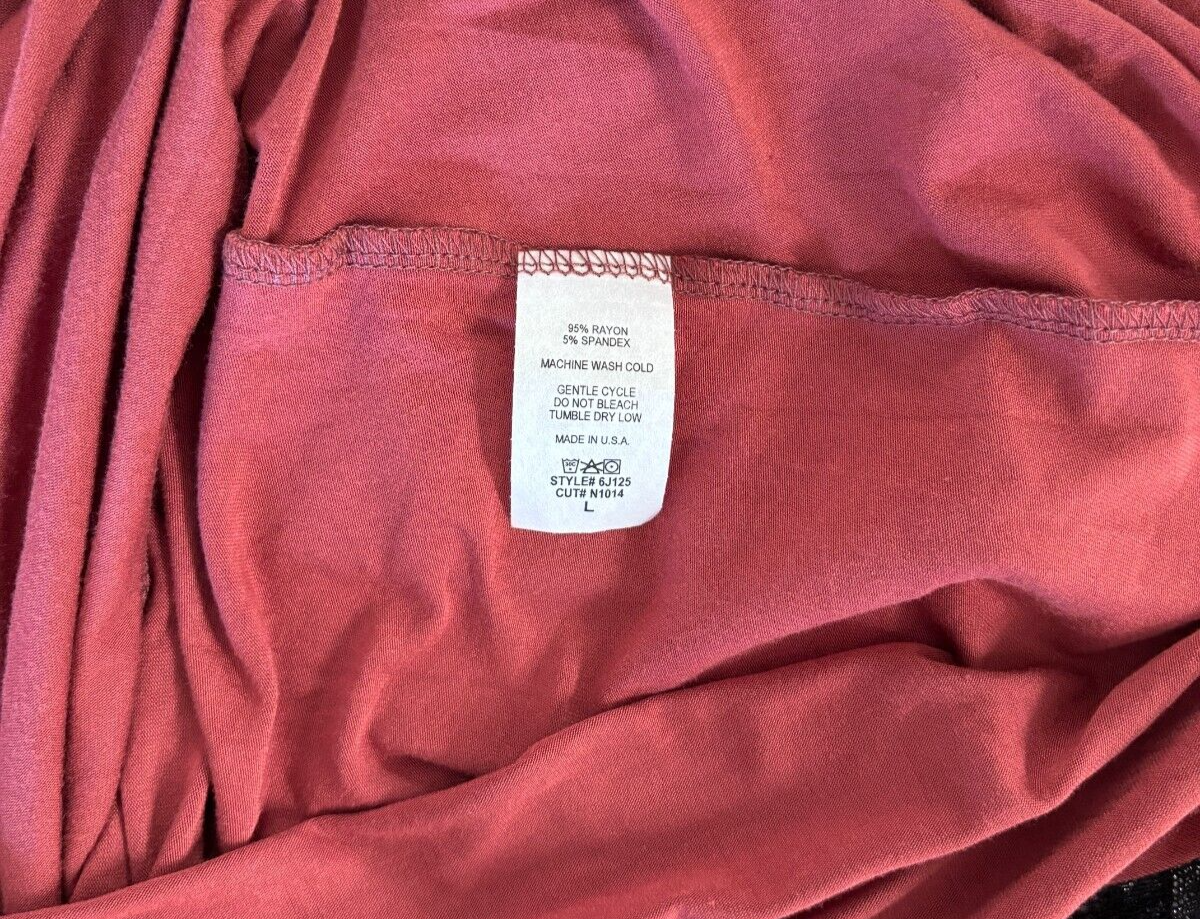 95% RAYON
5% SPANDEX
MACHINE WASH COLD
GENTLE CYCLE
DO NOT BLEACH
TUMBLE DRY LOW
MADE IN U.S.A.
30C
STYLE# 6J125
CUT# N1014
L